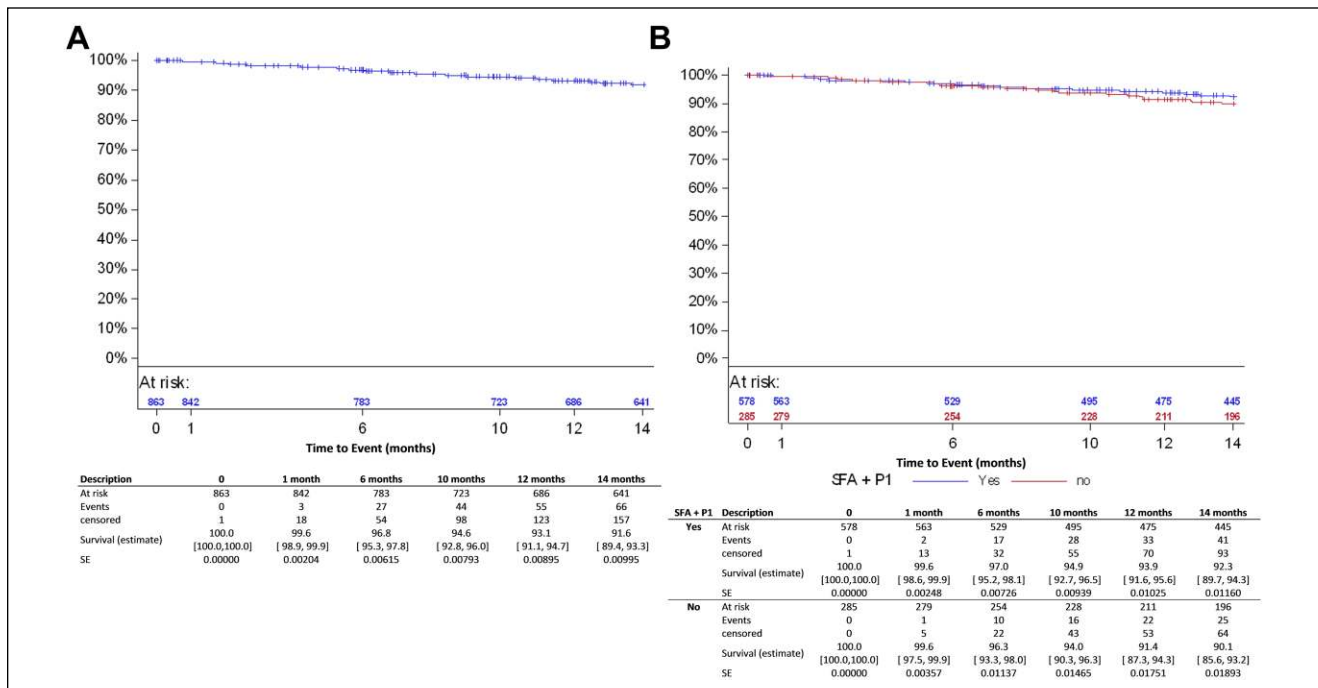 A
100%
90%
80%
70%
60%
50%
40%
30%
20%
10%
0%
At risk:
863 842 783 723 686 641
0 1 6 10 12 14
Time to Event (months)
Description 0 1 month 6 months 10 months 12 months 14 months
At risk 863 842 783 723 686 641
Events 0 3 27 44 55 66
censored 1 18 54 98 123 157
Survival (estimate) 100.0 99.6 96.8 94.6 93.1 91.6
[100.0,100.0] [ 98.9, 99.9] [ 95.3, 97.8] [ 92.8, 96.0] [ 91.1, 94.7] [ 89.4, 93.3]
SE 0.00000 0.00204 0.00615 0.00793 0.00895 0.00995
B
100%
90%
80%
70%
60%
50%
40%
30%
20%
10%
0%
At risk:
578 563 529 495 475 445
285 279 254 228 211 196
0 1 6 10 12 14
Time to Event (months)
SFA + P1 Yes no
SFA + P1 Description 0 1 month 6 months 10 months 12 months 14 months
Yes At risk 578 563 529 495 475 445
Events 0 2 17 28 33 41
censored 1 13 32 55 70 93
Survival (estimate) 100.0 99.6 97.0 94.9 93.9 92.3
[100.0,100.0] [ 98.6, 99.9] [ 95.2, 98.1] [ 92.7, 96.5] [ 91.6, 95.6] [ 89.7, 94.3]
SE 0.00000 0.00248 0.00726 0.00939 0.01025 0.01160
No At risk 285 279 254 228 211 196
Events 0 1 10 16 22 25
censored 0 5 22 43 53 64
Survival (estimate) 100.0 99.6 96.3 94.0 91.4 90.1
[100.0,100.0] [ 97.5, 99.9] [ 93.3, 98.0] [ 90.3, 96.3] [ 87.3, 94.3] [ 85.6, 93.2]
SE 0.00000 0.00357 0.01137 0.01465 0.01751 0.01893